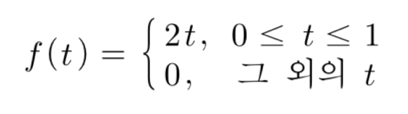 f(t) = { 2t, 0 ≤ t ≤ 1
0, 그 외의 t